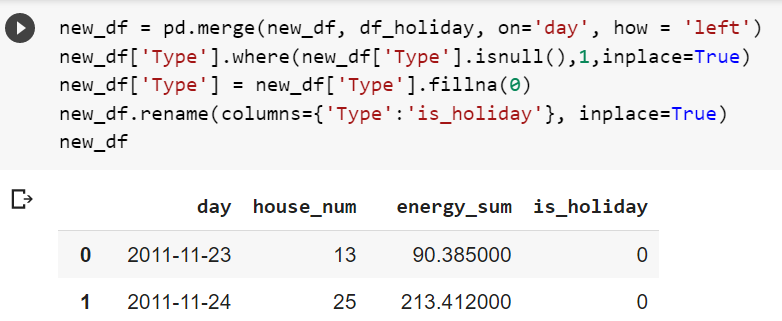 new_df = pd.merge(new_df, df_holiday, on='day', how = 'left')
new_df['Type'].where(new_df['Type'].isnull(),1,inplace=True)
new_df['Type'] = new_df['Type'].fillna(0)
new_df.rename(columns={'Type':'is_holiday'}, inplace=True)
new_df
day house_num energy_sum is_holiday
0 2011-11-23 13 90.385000 0
1 2011-11-24 25 213.412000 0